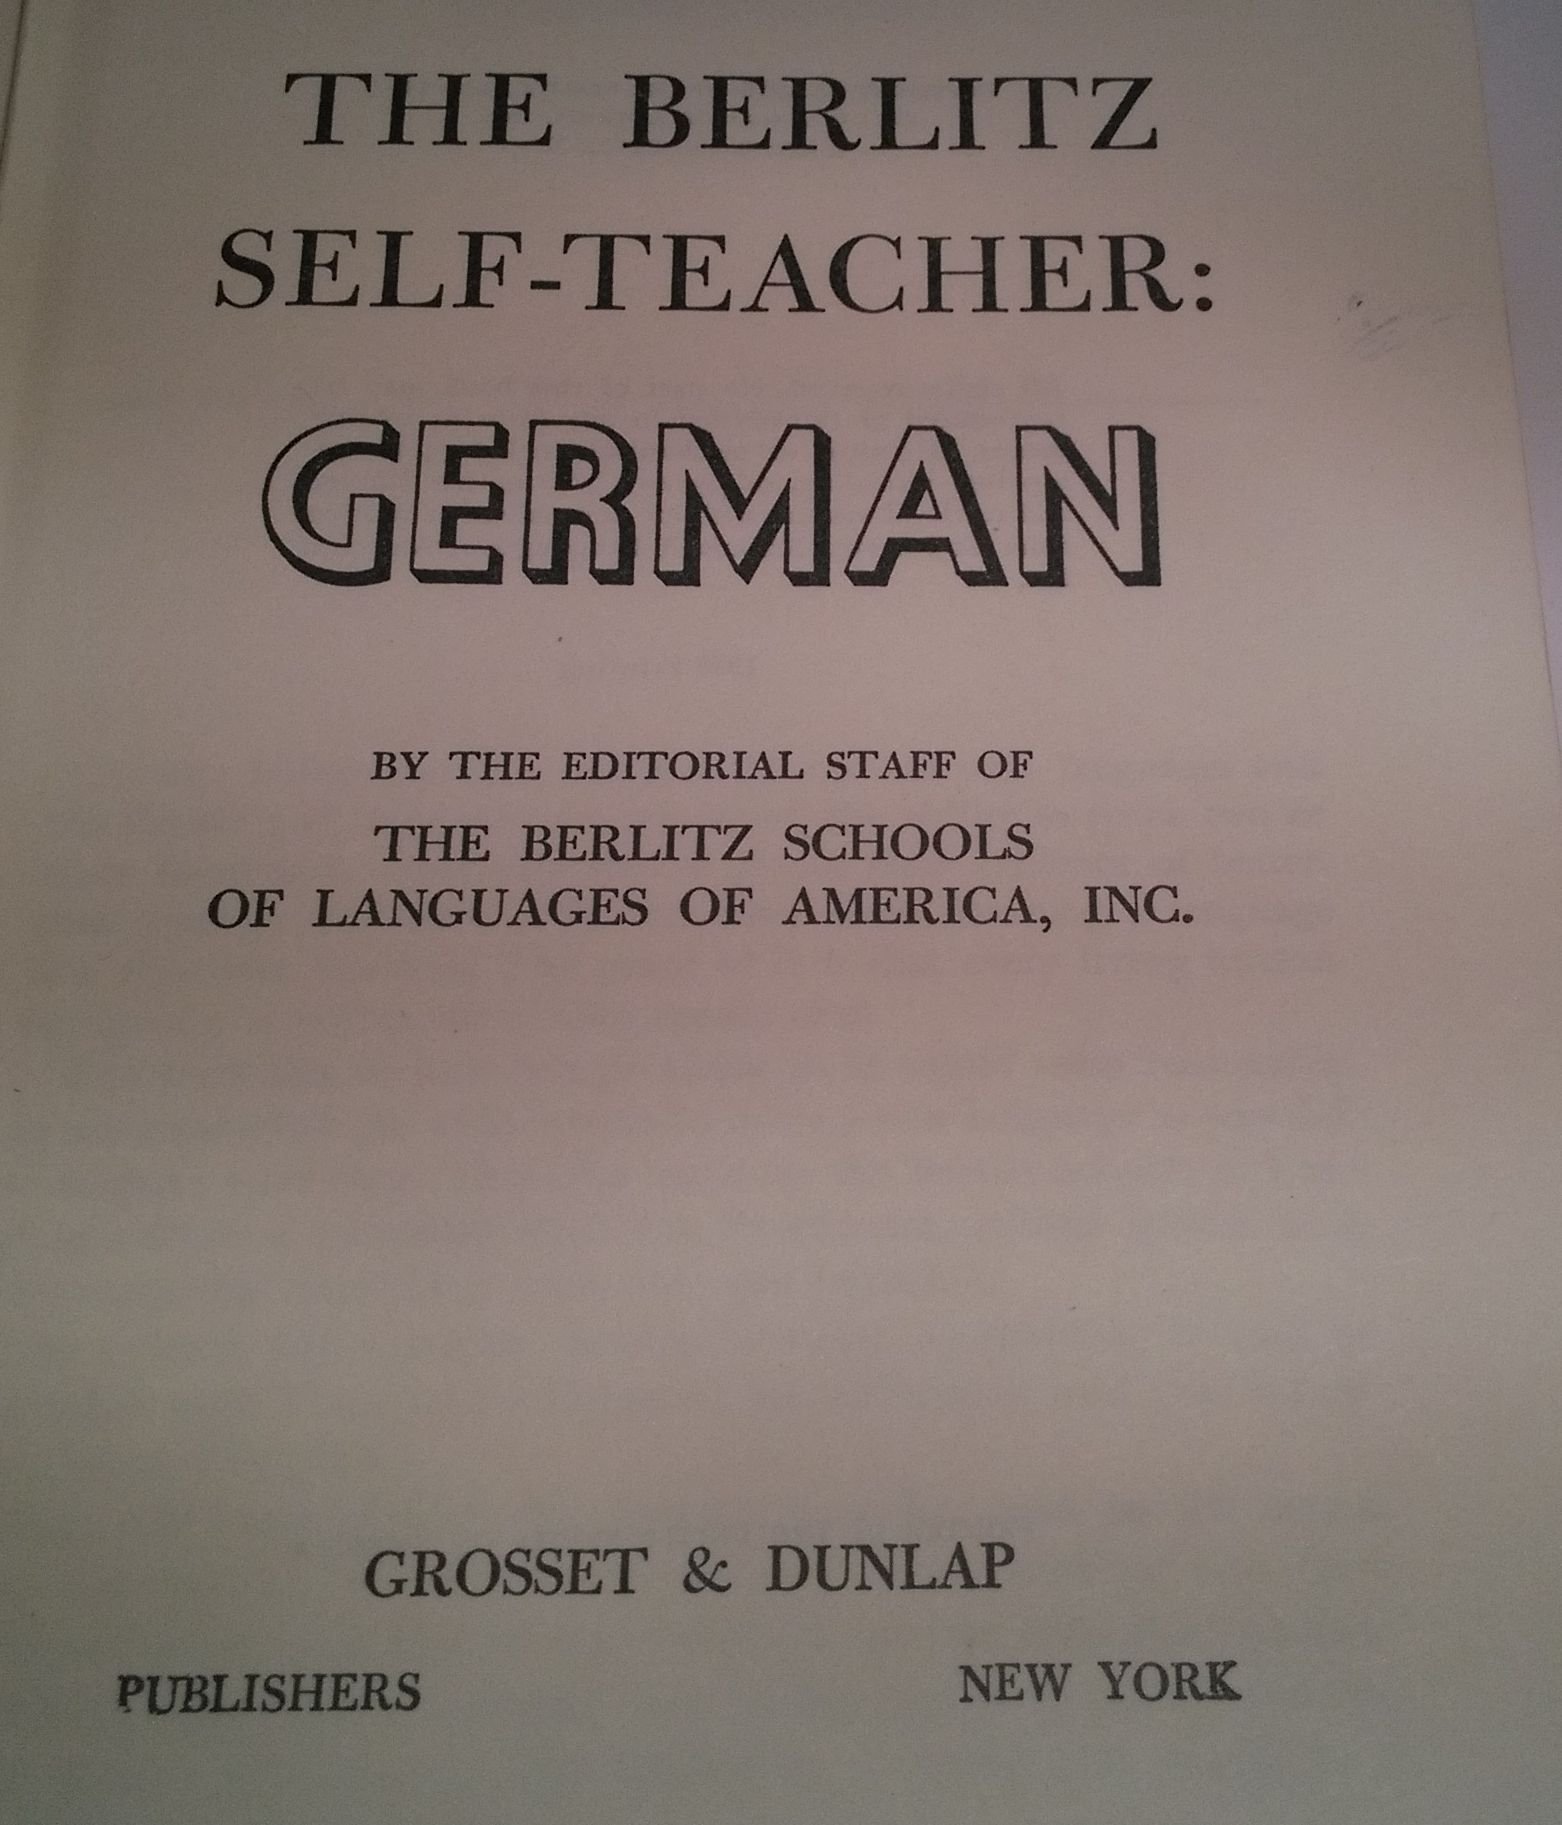 THE BERLITZ
SELF-TEACHER:
GERMAN
BY THE EDITORIAL STAFF OF
THE BERLITZ SCHOOLS
OF LANGUAGES OF AMERICA, INC.
GROSSET & DUNLAP
PUBLISHERS NEW YORK